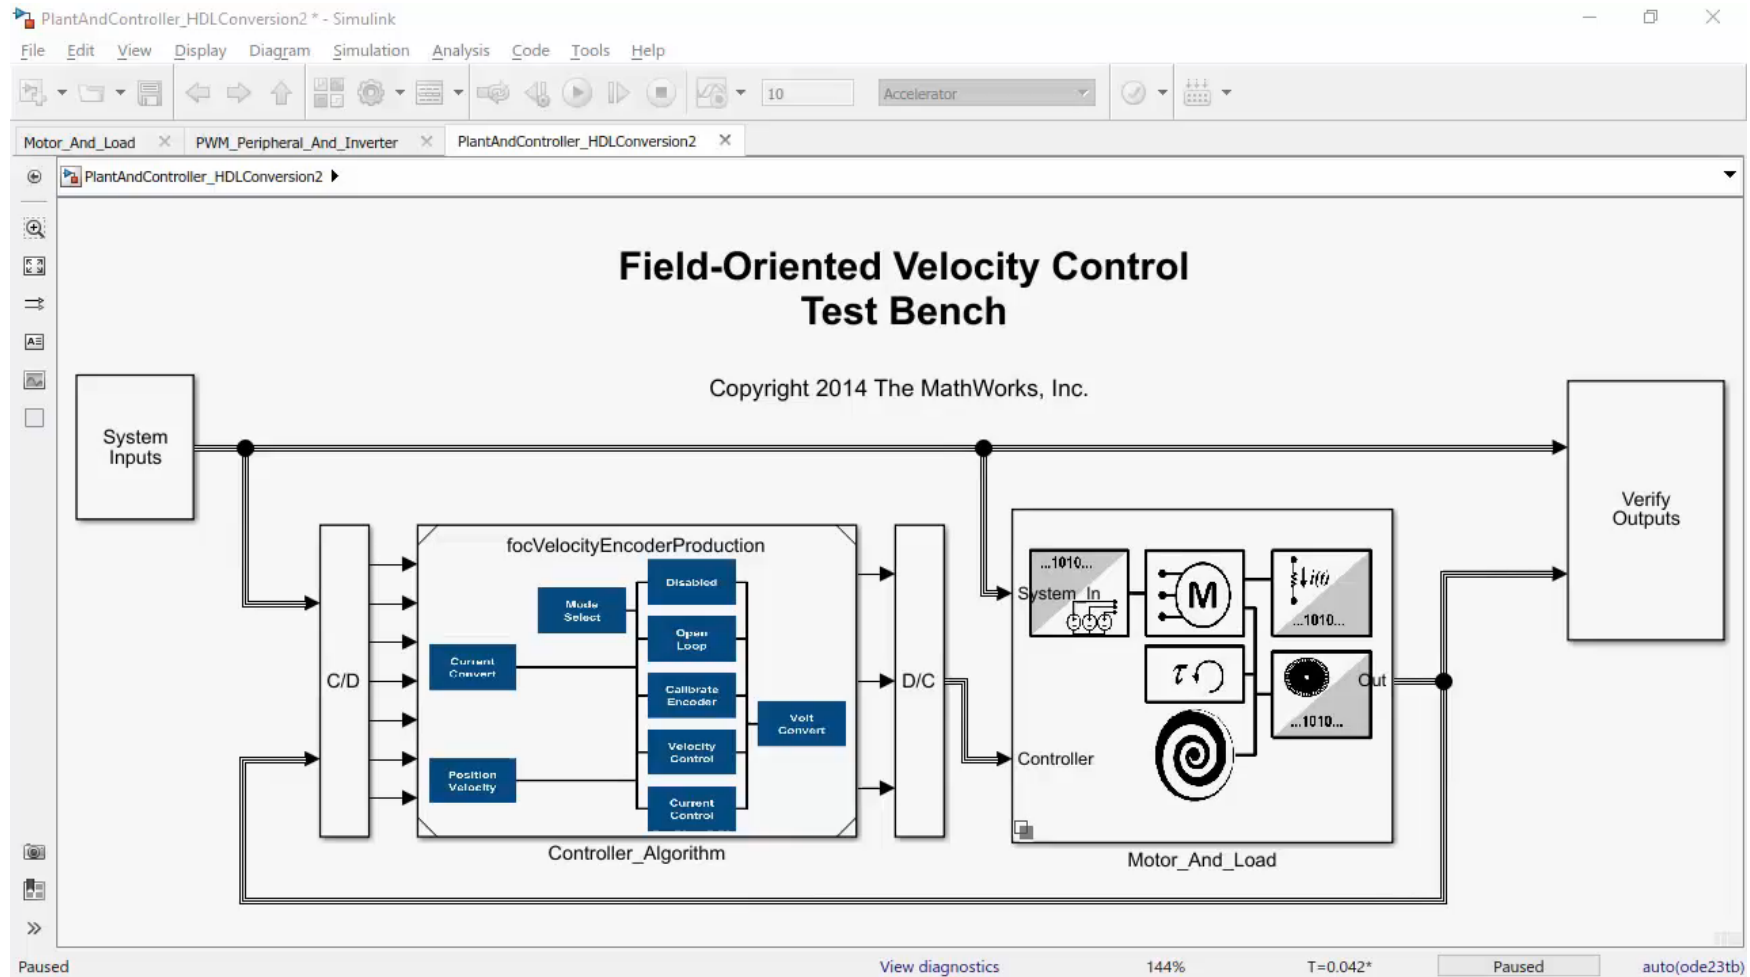 PlantAndController_HDLConversion2 * - Simulink
File Edit View Display Diagram Simulation Analysis Code Tools Help
10 Accelerator
Motor_And_Load PWM_Peripheral_And_Inverter PlantAndController_HDLConversion2
PlantAndController_HDLConversion2
Field-Oriented Velocity Control
Test Bench
Copyright 2014 The MathWorks, Inc.
System
Inputs
Verify
Outputs
C/D
focVelocityEncoderProduction
Disabled
Mode
Select
Open
Loop
Current
Convert
Calibrate
Encoder
Volt
Convert
Velocity
Control
Position
Velocity
Current
Control
Controller_Algorithm
D/C
System_In
Controller
...1010...
M
i(t)
...1010...
τ
Out
...1010...
Motor_And_Load
Paused View diagnostics 144% T=0.042* Paused auto(ode23tb)